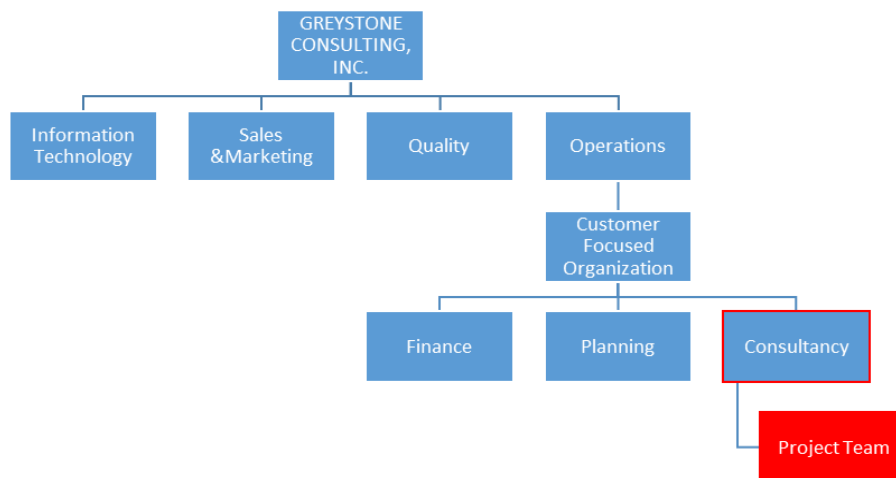 GREYSTONE
CONSULTING,
INC.
Information
Technology
Sales
&Marketing
Quality
Operations
Customer
Focused
Organization
Finance
Planning
Consultancy
Project Team